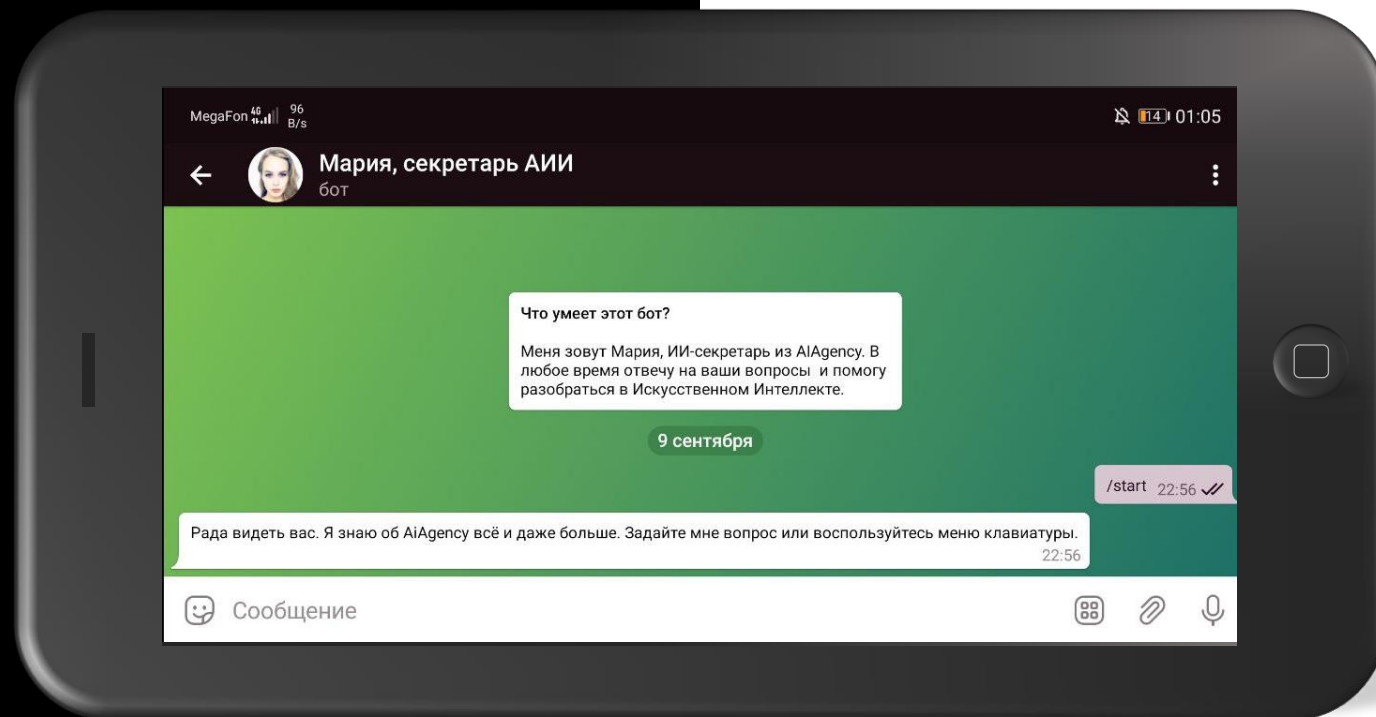 MegaFon 4G 96 B/s 14 01:05
Мария, секретарь АИИ
бот
Что умеет этот бот?
Меня зовут Мария, ИИ-секретарь из AIAgency. В
любое время отвечу на ваши вопросы и помогу
разобраться в Искусственном Интеллекте.
9 сентября
/start 22:56
Рада видеть вас. Я знаю об AiAgency всё и даже больше. Задайте мне вопрос или воспользуйтесь меню клавиатуры.
22:56
Сообщение